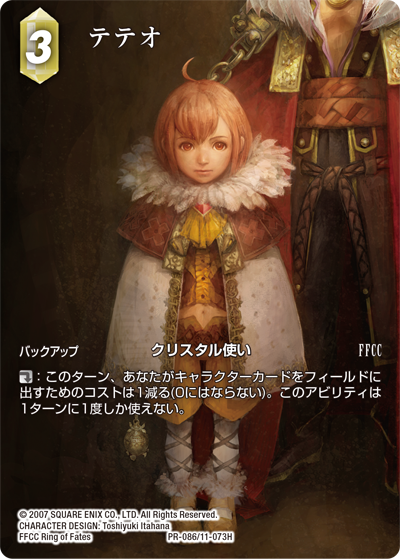 3
テテオ
バックアップ
クリスタル使い
FFCC
：このターン、あなたがキャラクターカードをフィールドに
出すためのコストは1減る(0にはならない)。このアビリティは
1ターンに1度しか使えない。
© 2007 SQUARE ENIX CO., LTD. All Rights Reserved.
CHARACTER DESIGN: Toshiyuki Itahana
FFCC Ring of Fates
PR-086/11-073H